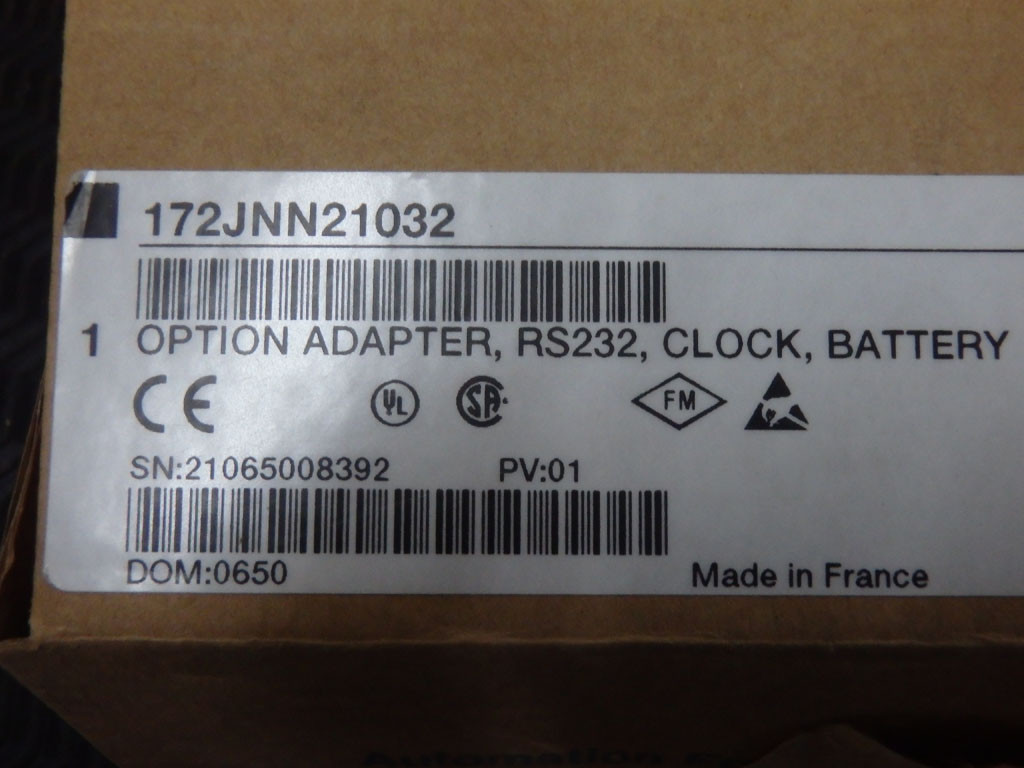 172JNN21032
1 OPTION ADAPTER, RS232, CLOCK, BATTERY
CE UL SA FM
SN:21065008392 PV:01
DOM:0650 Made in France
Automation